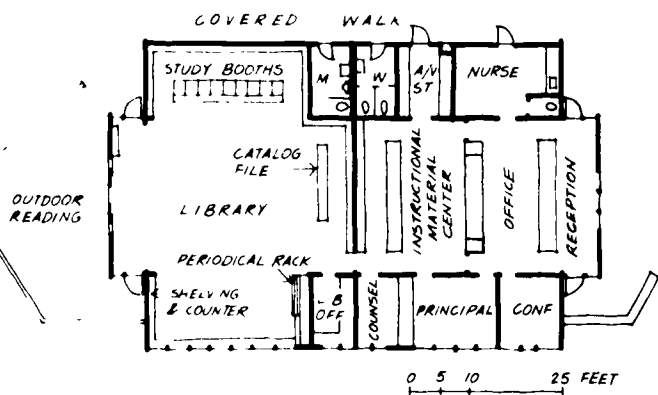 COVERED WALK
STUDY BOOTHS
M
W
A/V
ST
NURSE
CATALOG
FILE
INSTRUCTIONAL
MATERIAL
CENTER
OFFICE
RECEPTION
OUTDOOR
READING
LIBRARY
PERIODICAL RACK
SHELVING
& COUNTER
B
OFF
COUNSEL
PRINCIPAL
CONF
0 5 10 25 FEET